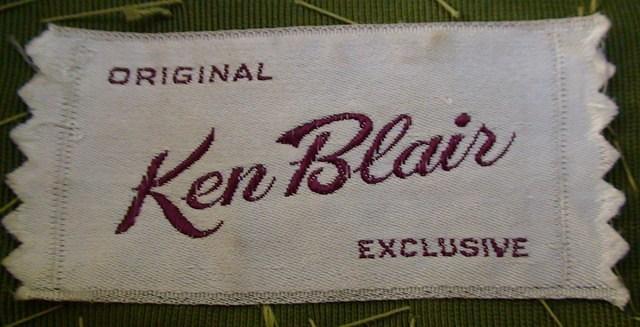 ORIGINAL
Ken Blair
EXCLUSIVE